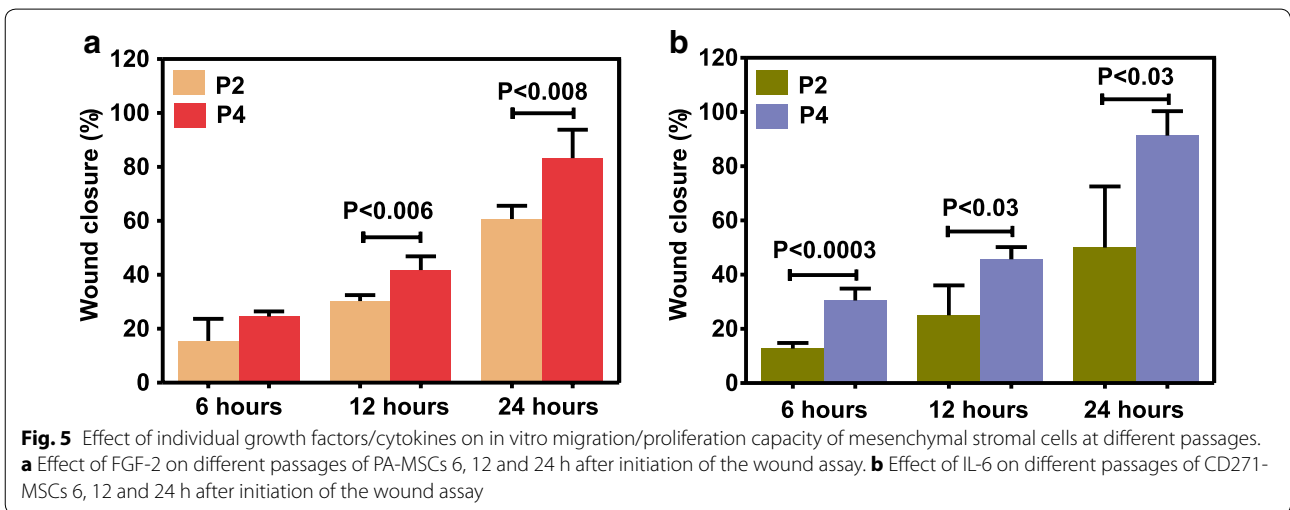 a
120
100
80
60
40
20
0
Wound closure (%)
P2
P4
P<0.006
P<0.008
6 hours
12 hours
24 hours
b
120
100
80
60
40
20
0
Wound closure (%)
P2
P4
P<0.0003
P<0.03
P<0.03
6 hours
12 hours
24 hours
Fig. 5 Effect of individual growth factors/cytokines on in vitro migration/proliferation capacity of mesenchymal stromal cells at different passages.
a Effect of FGF-2 on different passages of PA-MSCs 6, 12 and 24 h after initiation of the wound assay. b Effect of IL-6 on different passages of CD271-
MSCs 6, 12 and 24 h after initiation of the wound assay